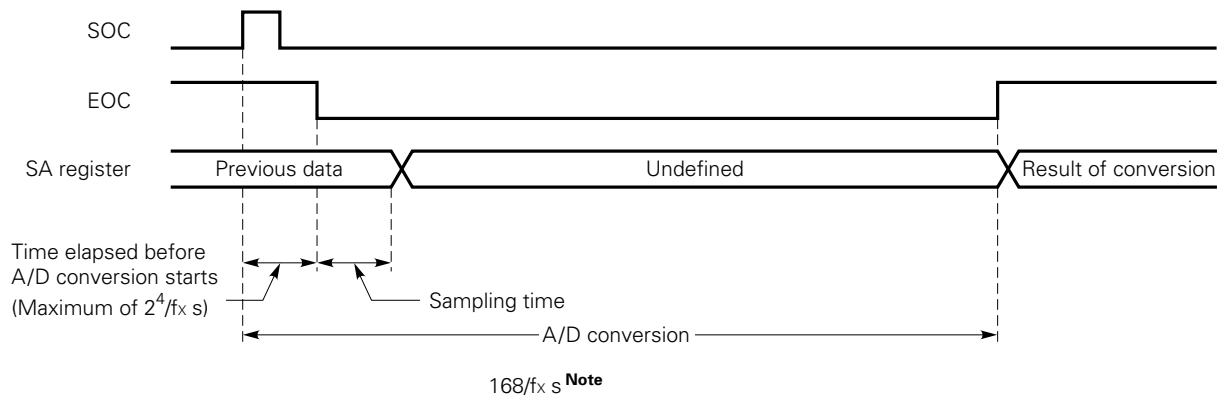 SOC
EOC
SA register
Previous data
Undefined
Result of conversion
Time elapsed before
A/D conversion starts
(Maximum of 2⁴/fx s)
Sampling time
A/D conversion
168/fx s Note